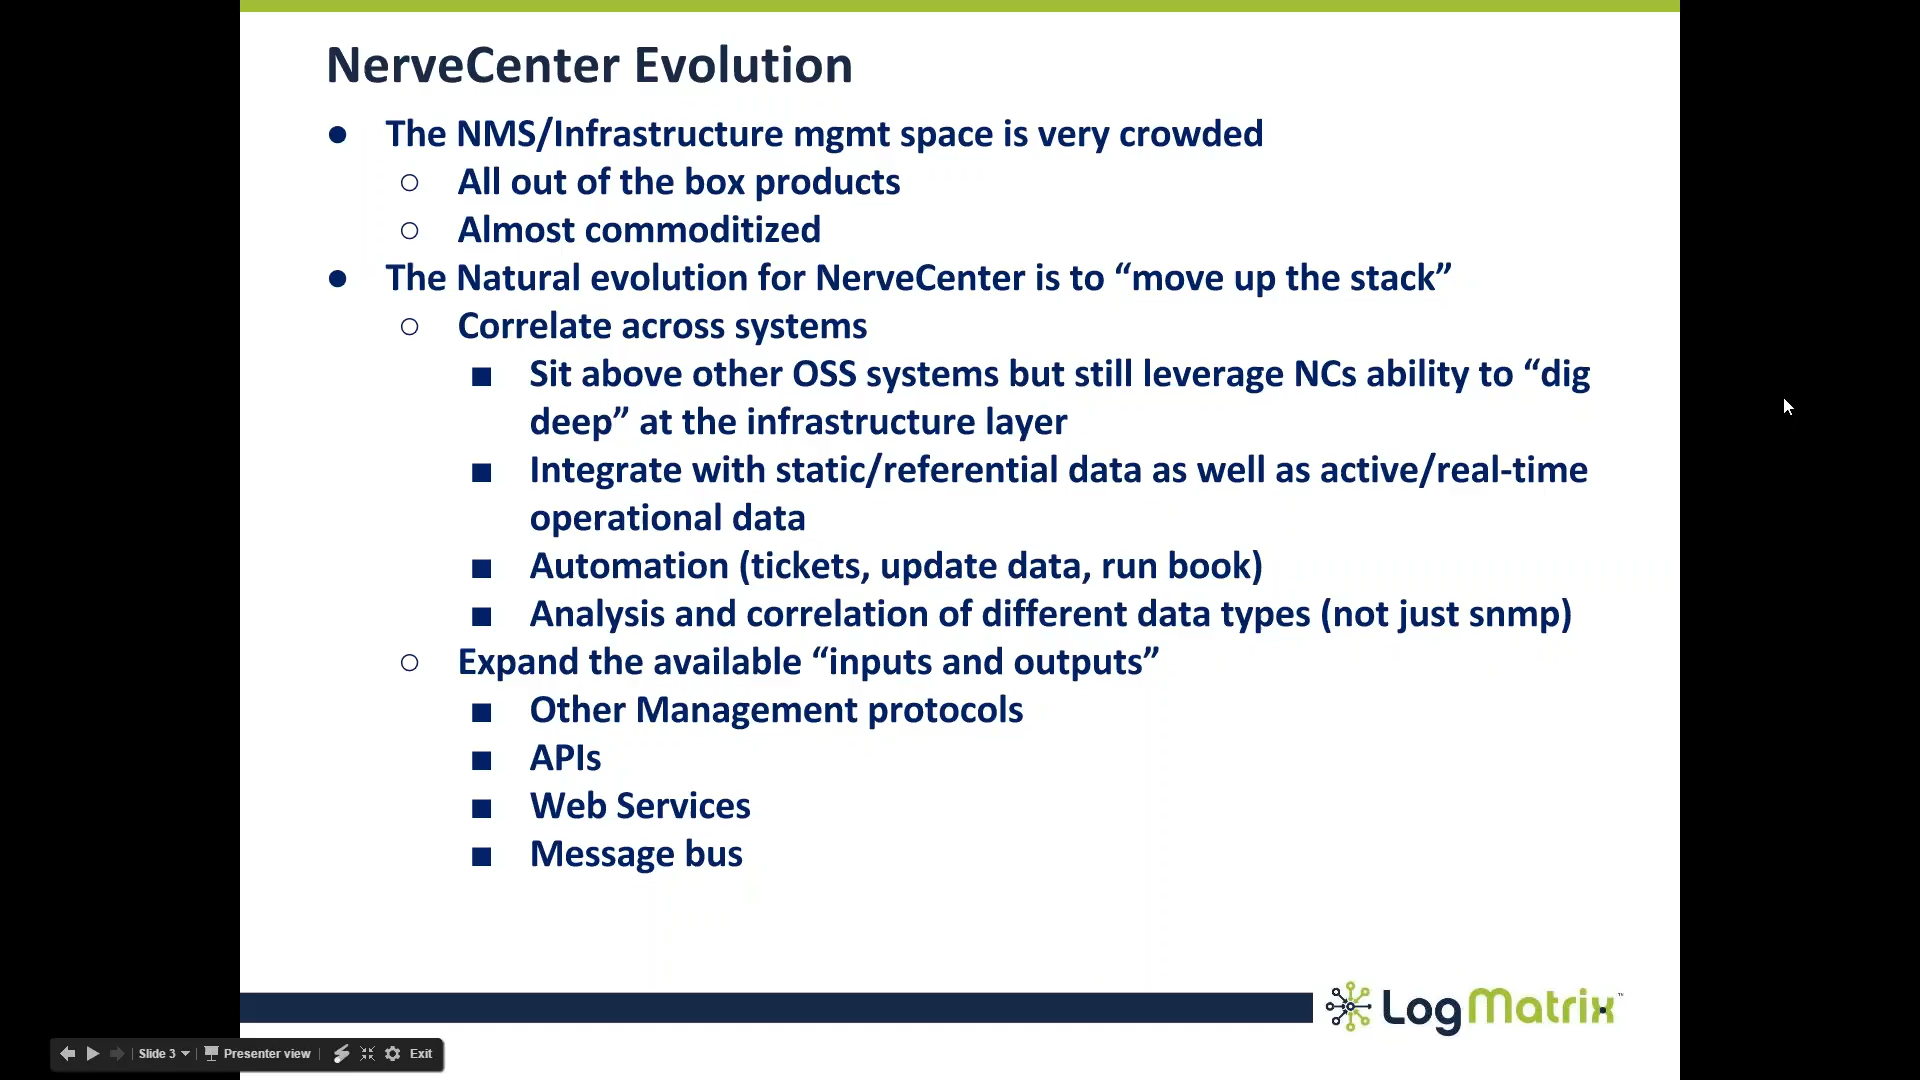 NerveCenter Evolution
● The NMS/Infrastructure mgmt space is very crowded
○ All out of the box products
○ Almost commoditized
● The Natural evolution for NerveCenter is to “move up the stack”
○ Correlate across systems
■ Sit above other OSS systems but still leverage NCs ability to “dig
deep” at the infrastructure layer
■ Integrate with static/referential data as well as active/real-time
operational data
■ Automation (tickets, update data, run book)
■ Analysis and correlation of different data types (not just snmp)
○ Expand the available “inputs and outputs”
■ Other Management protocols
■ APIs
■ Web Services
■ Message bus
LogMatrix™
Slide 3 Presenter view Exit